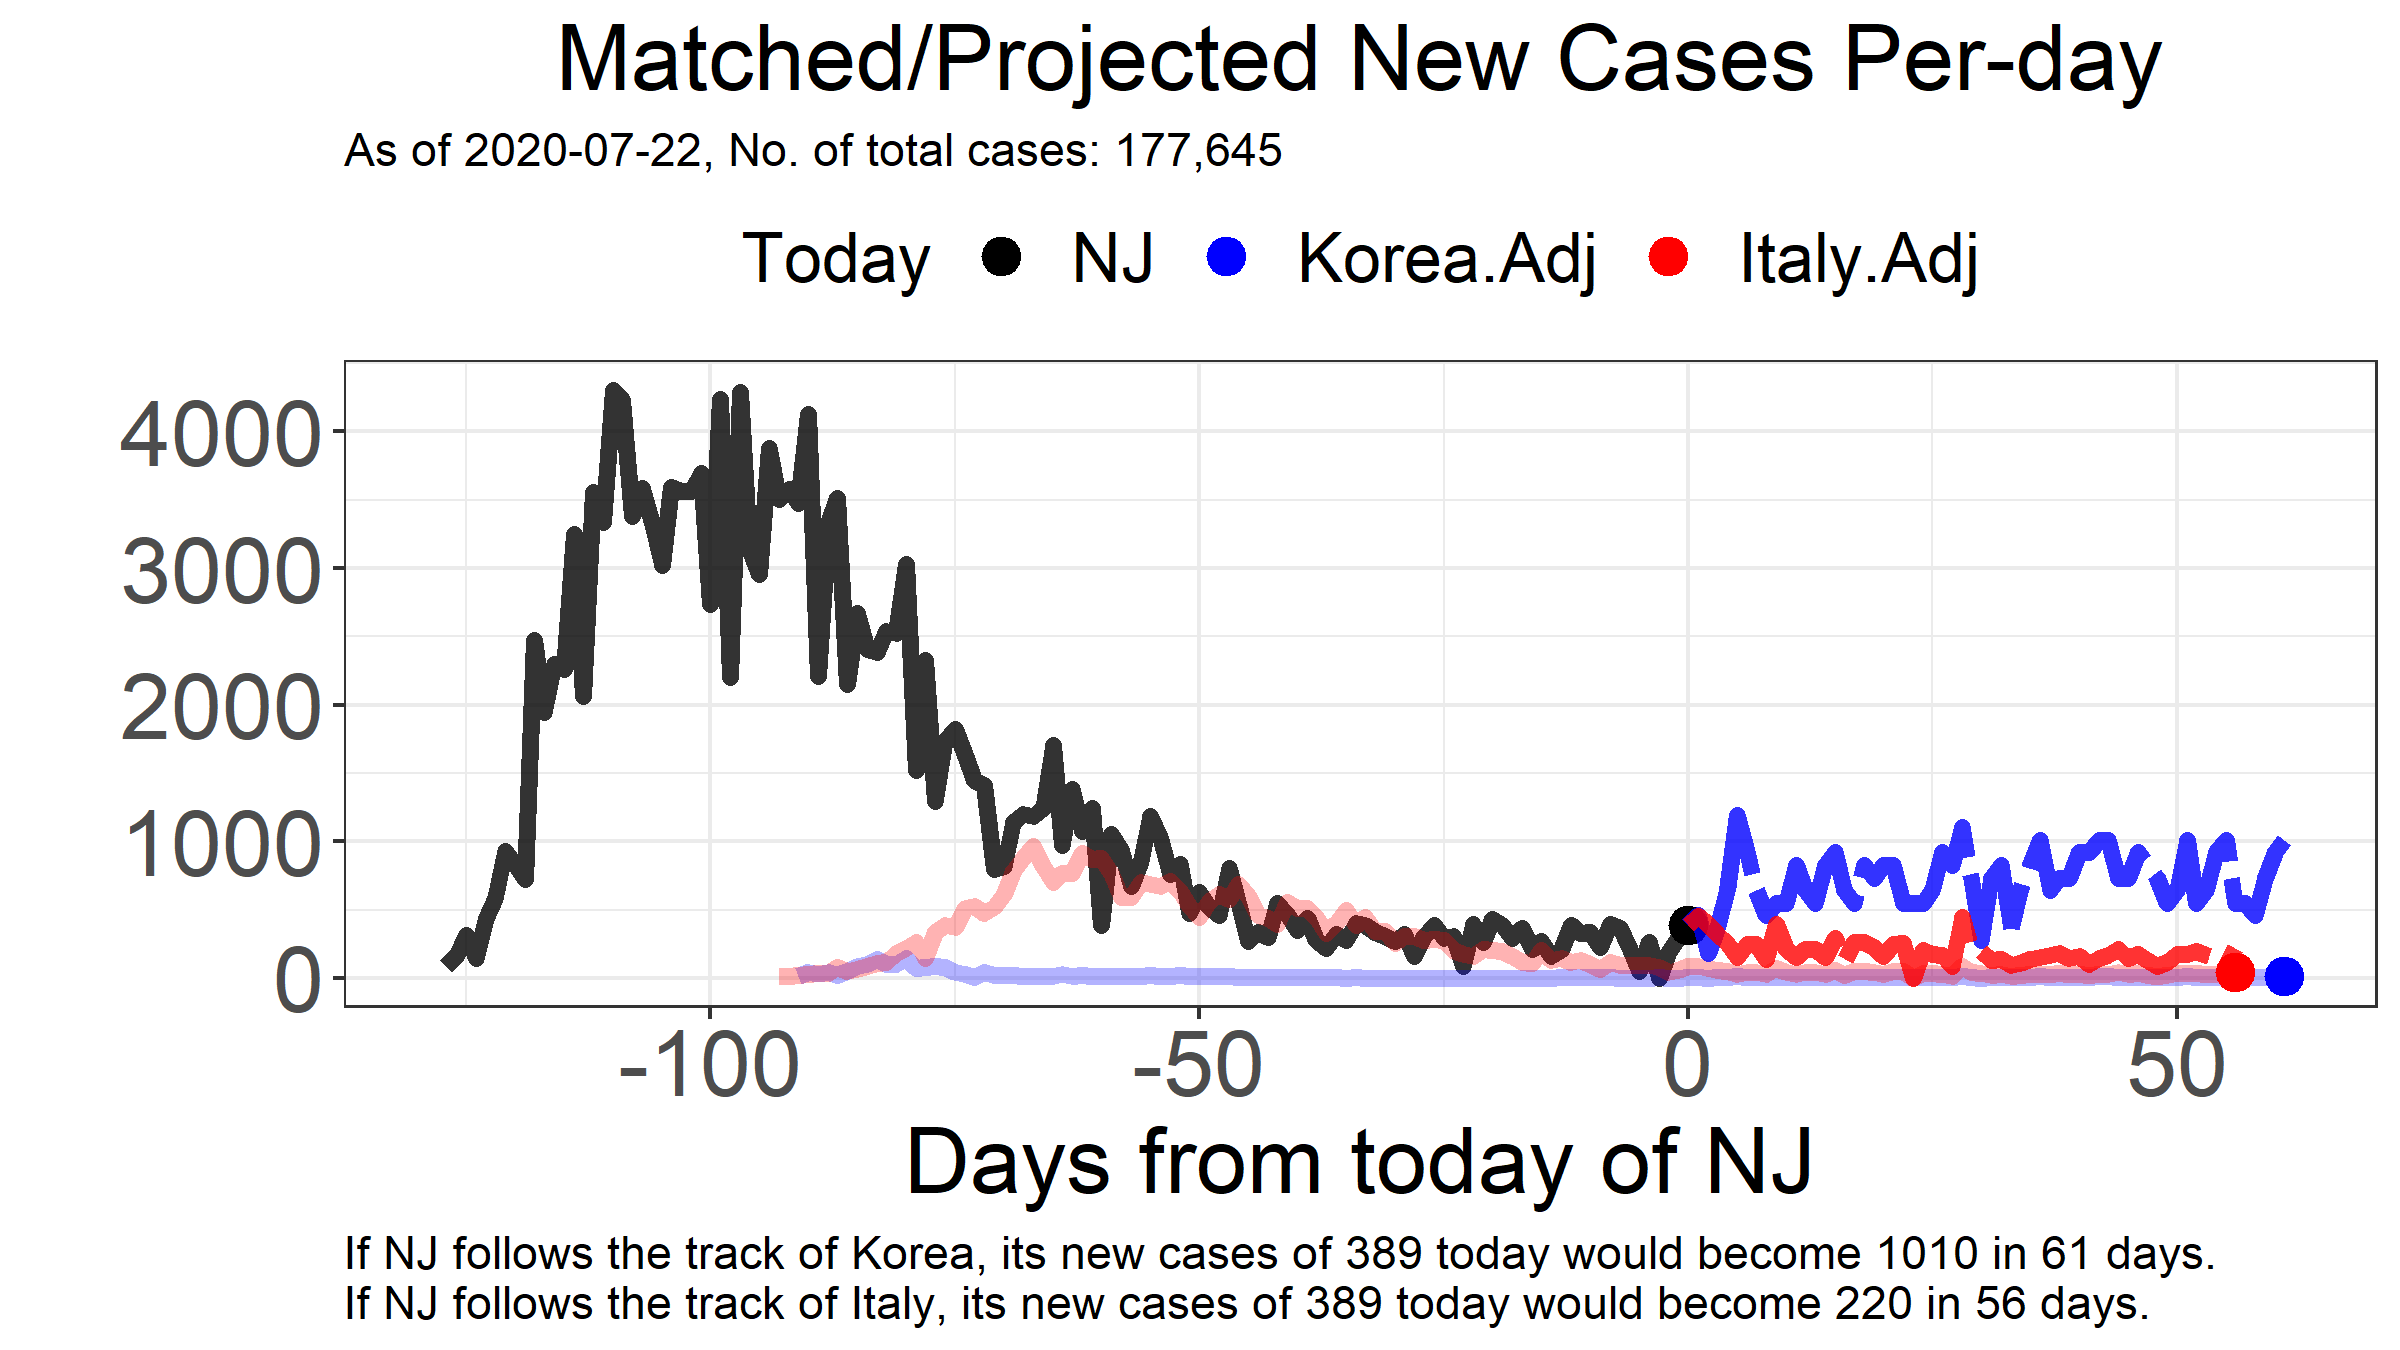 Matched/Projected New Cases Per-day
As of 2020-07-22, No. of total cases: 177,645
Today NJ Korea.Adj Italy.Adj
4000
3000
2000
1000
0
-100 -50 0 50
Days from today of NJ
If NJ follows the track of Korea, its new cases of 389 today would become 1010 in 61 days.
If NJ follows the track of Italy, its new cases of 389 today would become 220 in 56 days.